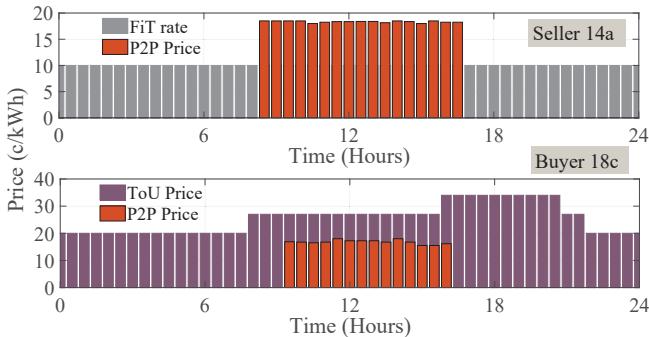 20
15
10
5
0
FiT rate
P2P Price
Seller 14a
0 6 12 18 24
Time (Hours)
Price (c/kWh)
Buyer 18c
40
30
20
10
0
ToU Price
P2P Price
0 6 12 18 24
Time (Hours)